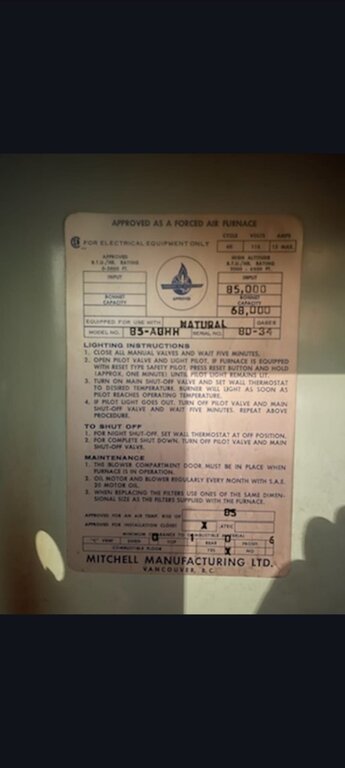 APPROVED AS A FORCED AIR FURNACE
CYCLE VOLTS AMPS
FOR ELECTRICAL EQUIPMENT ONLY
60 115 15 MAX
APPROVED
B.T.U./HR. RATING
0-2000 FT.
INPUT
BONNET
CAPACITY
APPROVED
HIGH ALTITUDE
B.T.U./HR. RATING
2000 - 4500 FT.
INPUT
85,000
BONNET
CAPACITY
68,000
EQUIPPED FOR USE WITH NATURAL GASES
MODEL NO. 85-AUHH SERIAL NO. 80-34
LIGHTING INSTRUCTIONS
1. CLOSE ALL MANUAL VALVES AND WAIT FIVE MINUTES.
2. OPEN PILOT VALVE AND LIGHT PILOT. IF FURNACE IS EQUIPPED
WITH RESET TYPE SAFETY PILOT, PRESS RESET BUTTON AND HOLD
(APPROX. ONE MINUTE) UNTIL PILOT LIGHT REMAINS LIT.
3. TURN ON MAIN SHUT-OFF VALVE AND SET WALL THERMOSTAT
TO DESIRED TEMPERATURE. BURNER WILL LIGHT AS SOON AS
PILOT REACHES OPERATING TEMPERATURE.
4. IF PILOT LIGHT GOES OUT, TURN OFF PILOT VALVE AND MAIN
SHUT-OFF VALVE AND WAIT FIVE MINUTES. REPEAT ABOVE
PROCEDURE.
TO SHUT OFF
1. FOR NIGHT SHUT-OFF, SET WALL THERMOSTAT AT OFF POSITION.
2. FOR COMPLETE SHUT DOWN, TURN OFF PILOT VALVE AND MAIN
SHUT-OFF VALVE.
MAINTENANCE
1. THE BLOWER COMPARTMENT DOOR MUST BE IN PLACE WHEN
FURNACE IS IN OPERATION.
2. OIL MOTOR AND BLOWER REGULARLY EVERY MONTH WITH S.A.E.
20 MOTOR OIL.
3. WHEN REPLACING THE FILTERS USE ONES OF THE SAME DIMEN-
SIONAL SIZE AS THE FILTERS SUPPLIED WITH THE FURNACE.
APPROVED FOR AN AIR TEMP. RISE OF 85
APPROVED FOR INSTALLATION CLOSET X ATTIC
MINIMUM CLEARANCE TO COMBUSTIBLE MATERIAL
"C" VENT SIDES 0 TOP 1 REAR 0 FRONT 6
COMBUSTIBLE FLOOR YES X NO
MITCHELL MANUFACTURING LTD.
VANCOUVER, B.C.